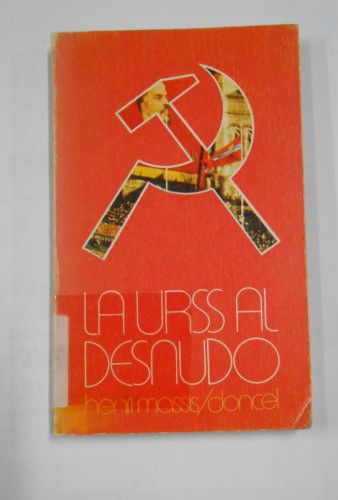 LA URSS AL
DESNUDO
henri massis/doncel